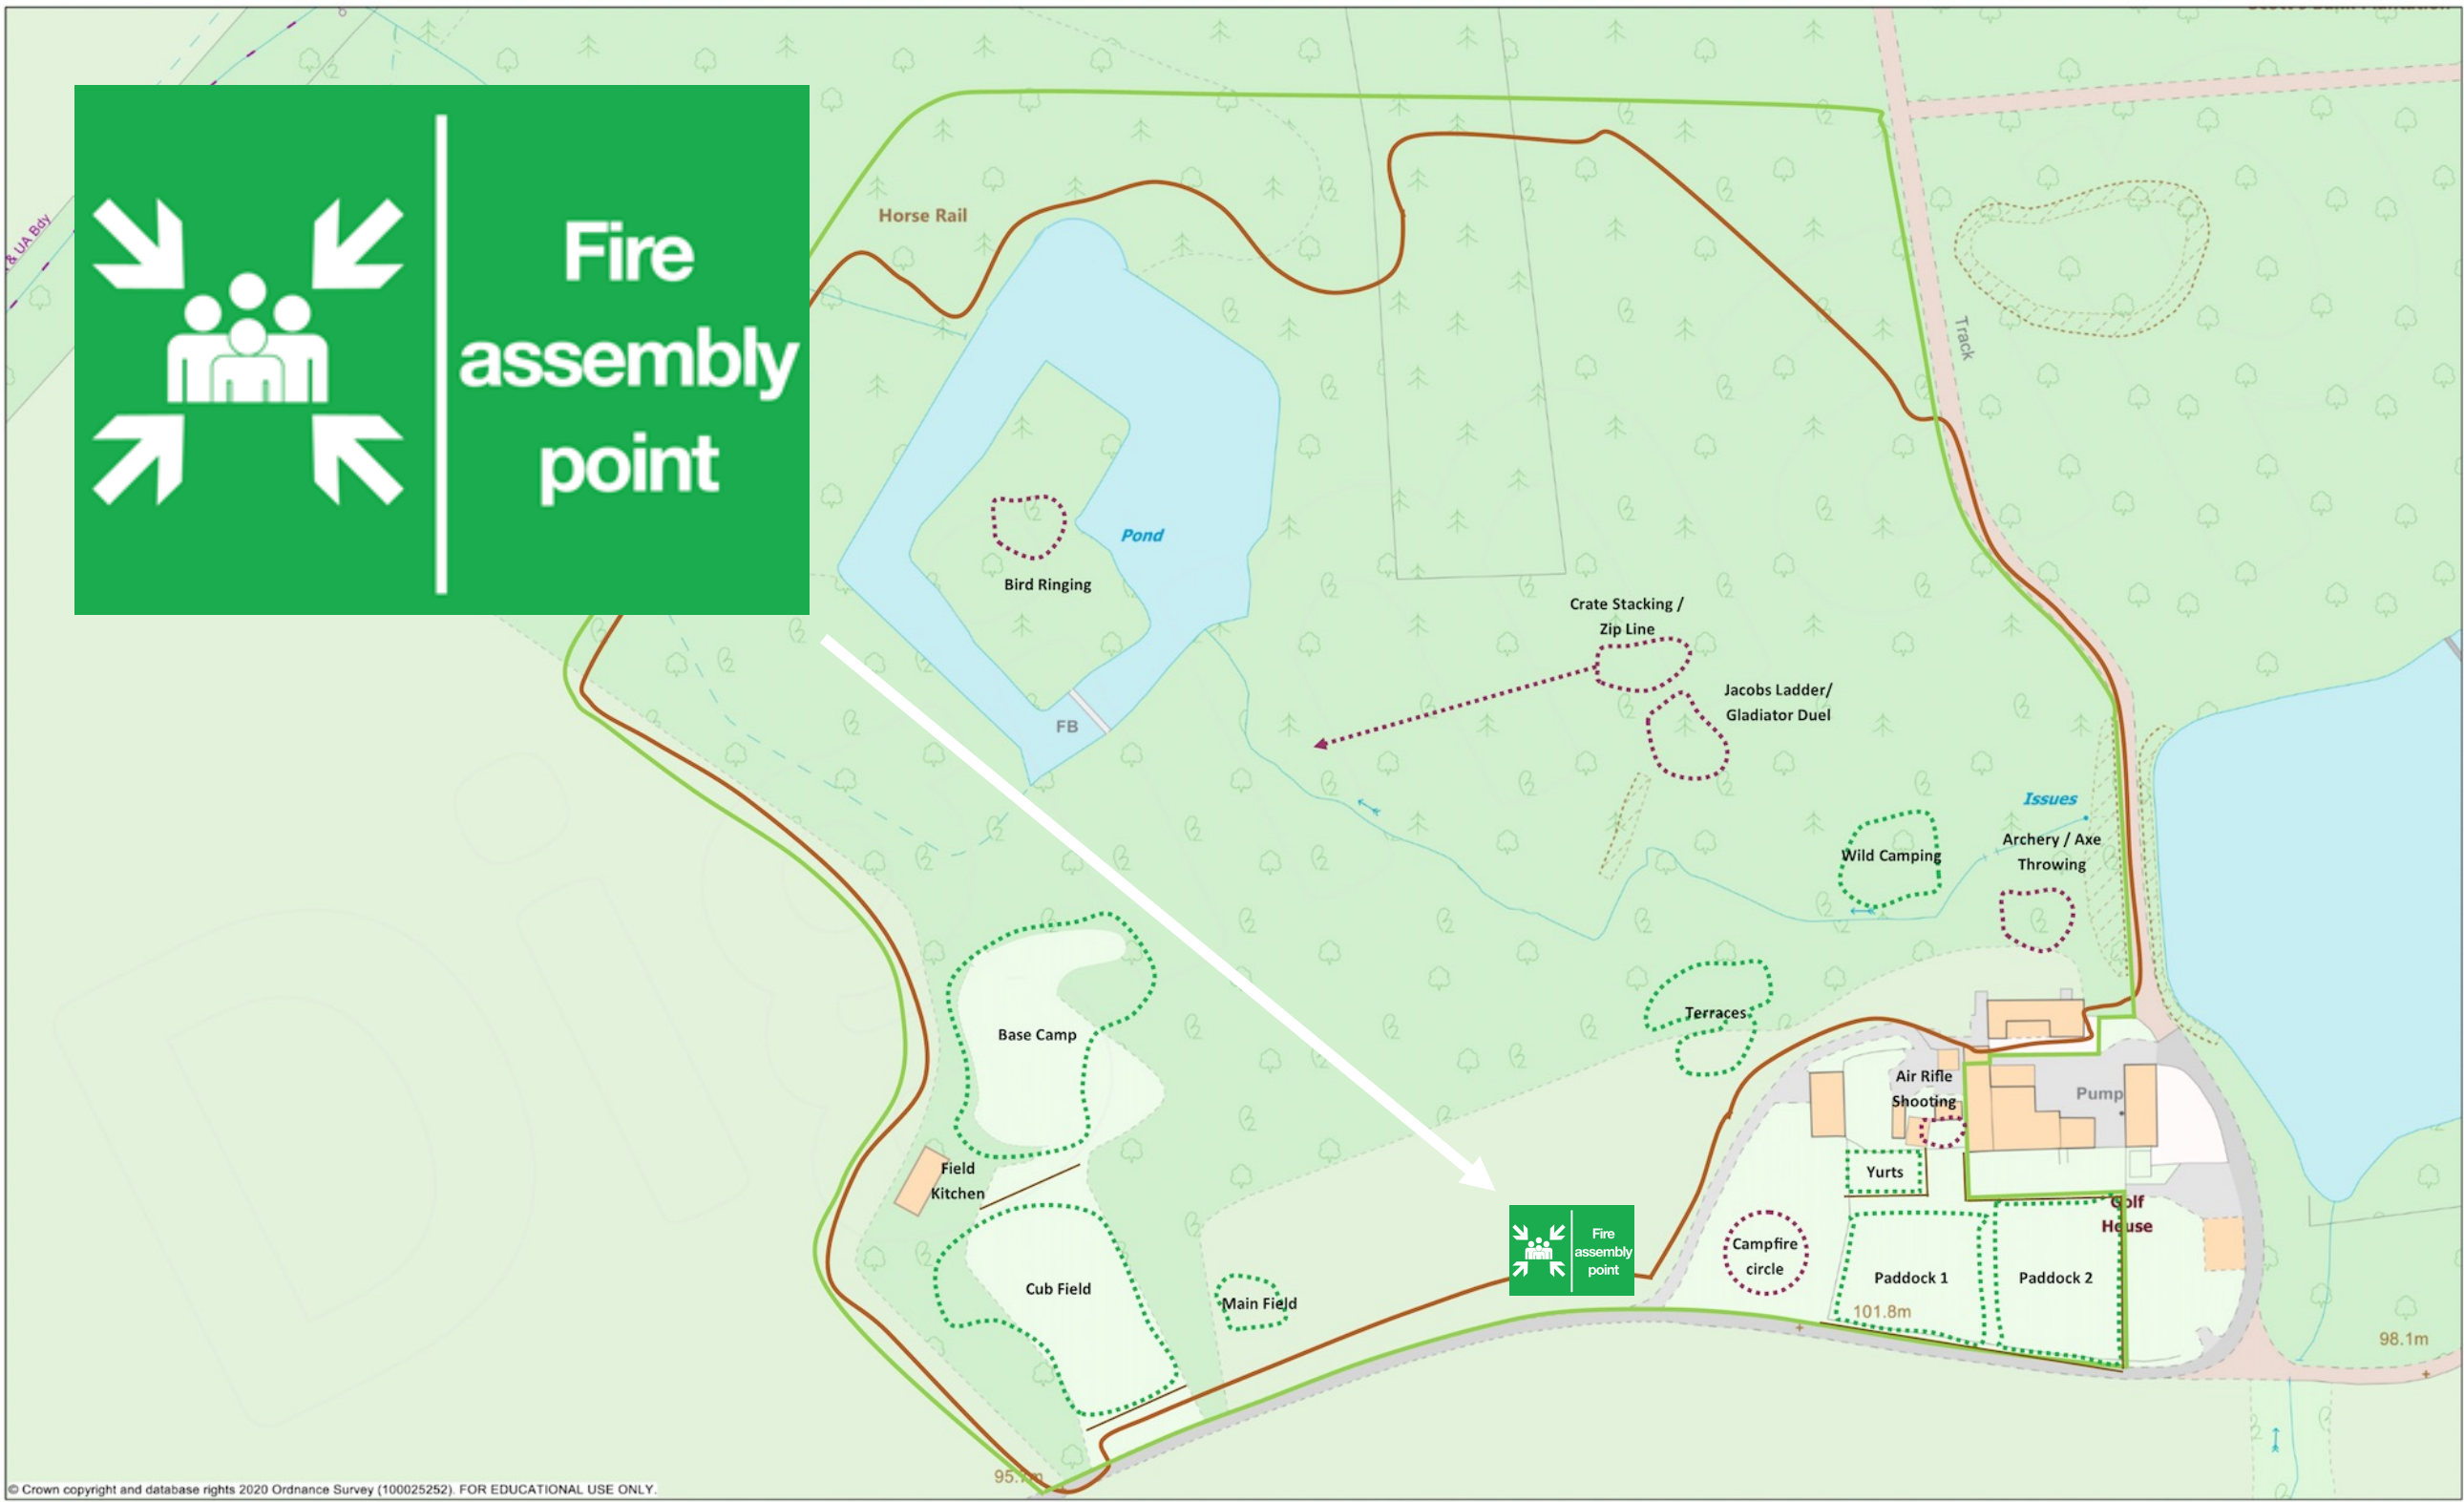 & UA Bdy
Fire
assembly
point
Horse Rail
Track
Pond
Bird Ringing
FB
Crate Stacking /
Zip Line
Jacobs Ladder/
Gladiator Duel
Issues
Wild Camping
Archery / Axe
Throwing
Terraces
Base Camp
Air Rifle
Shooting
Pump
Field
Kitchen
Yurts
Golf
House
Fire
assembly
point
Campfire
circle
Paddock 1
Paddock 2
Cub Field
Main Field
101.8m
98.1m
© Crown copyright and database rights 2020 Ordnance Survey (100025252). FOR EDUCATIONAL USE ONLY.